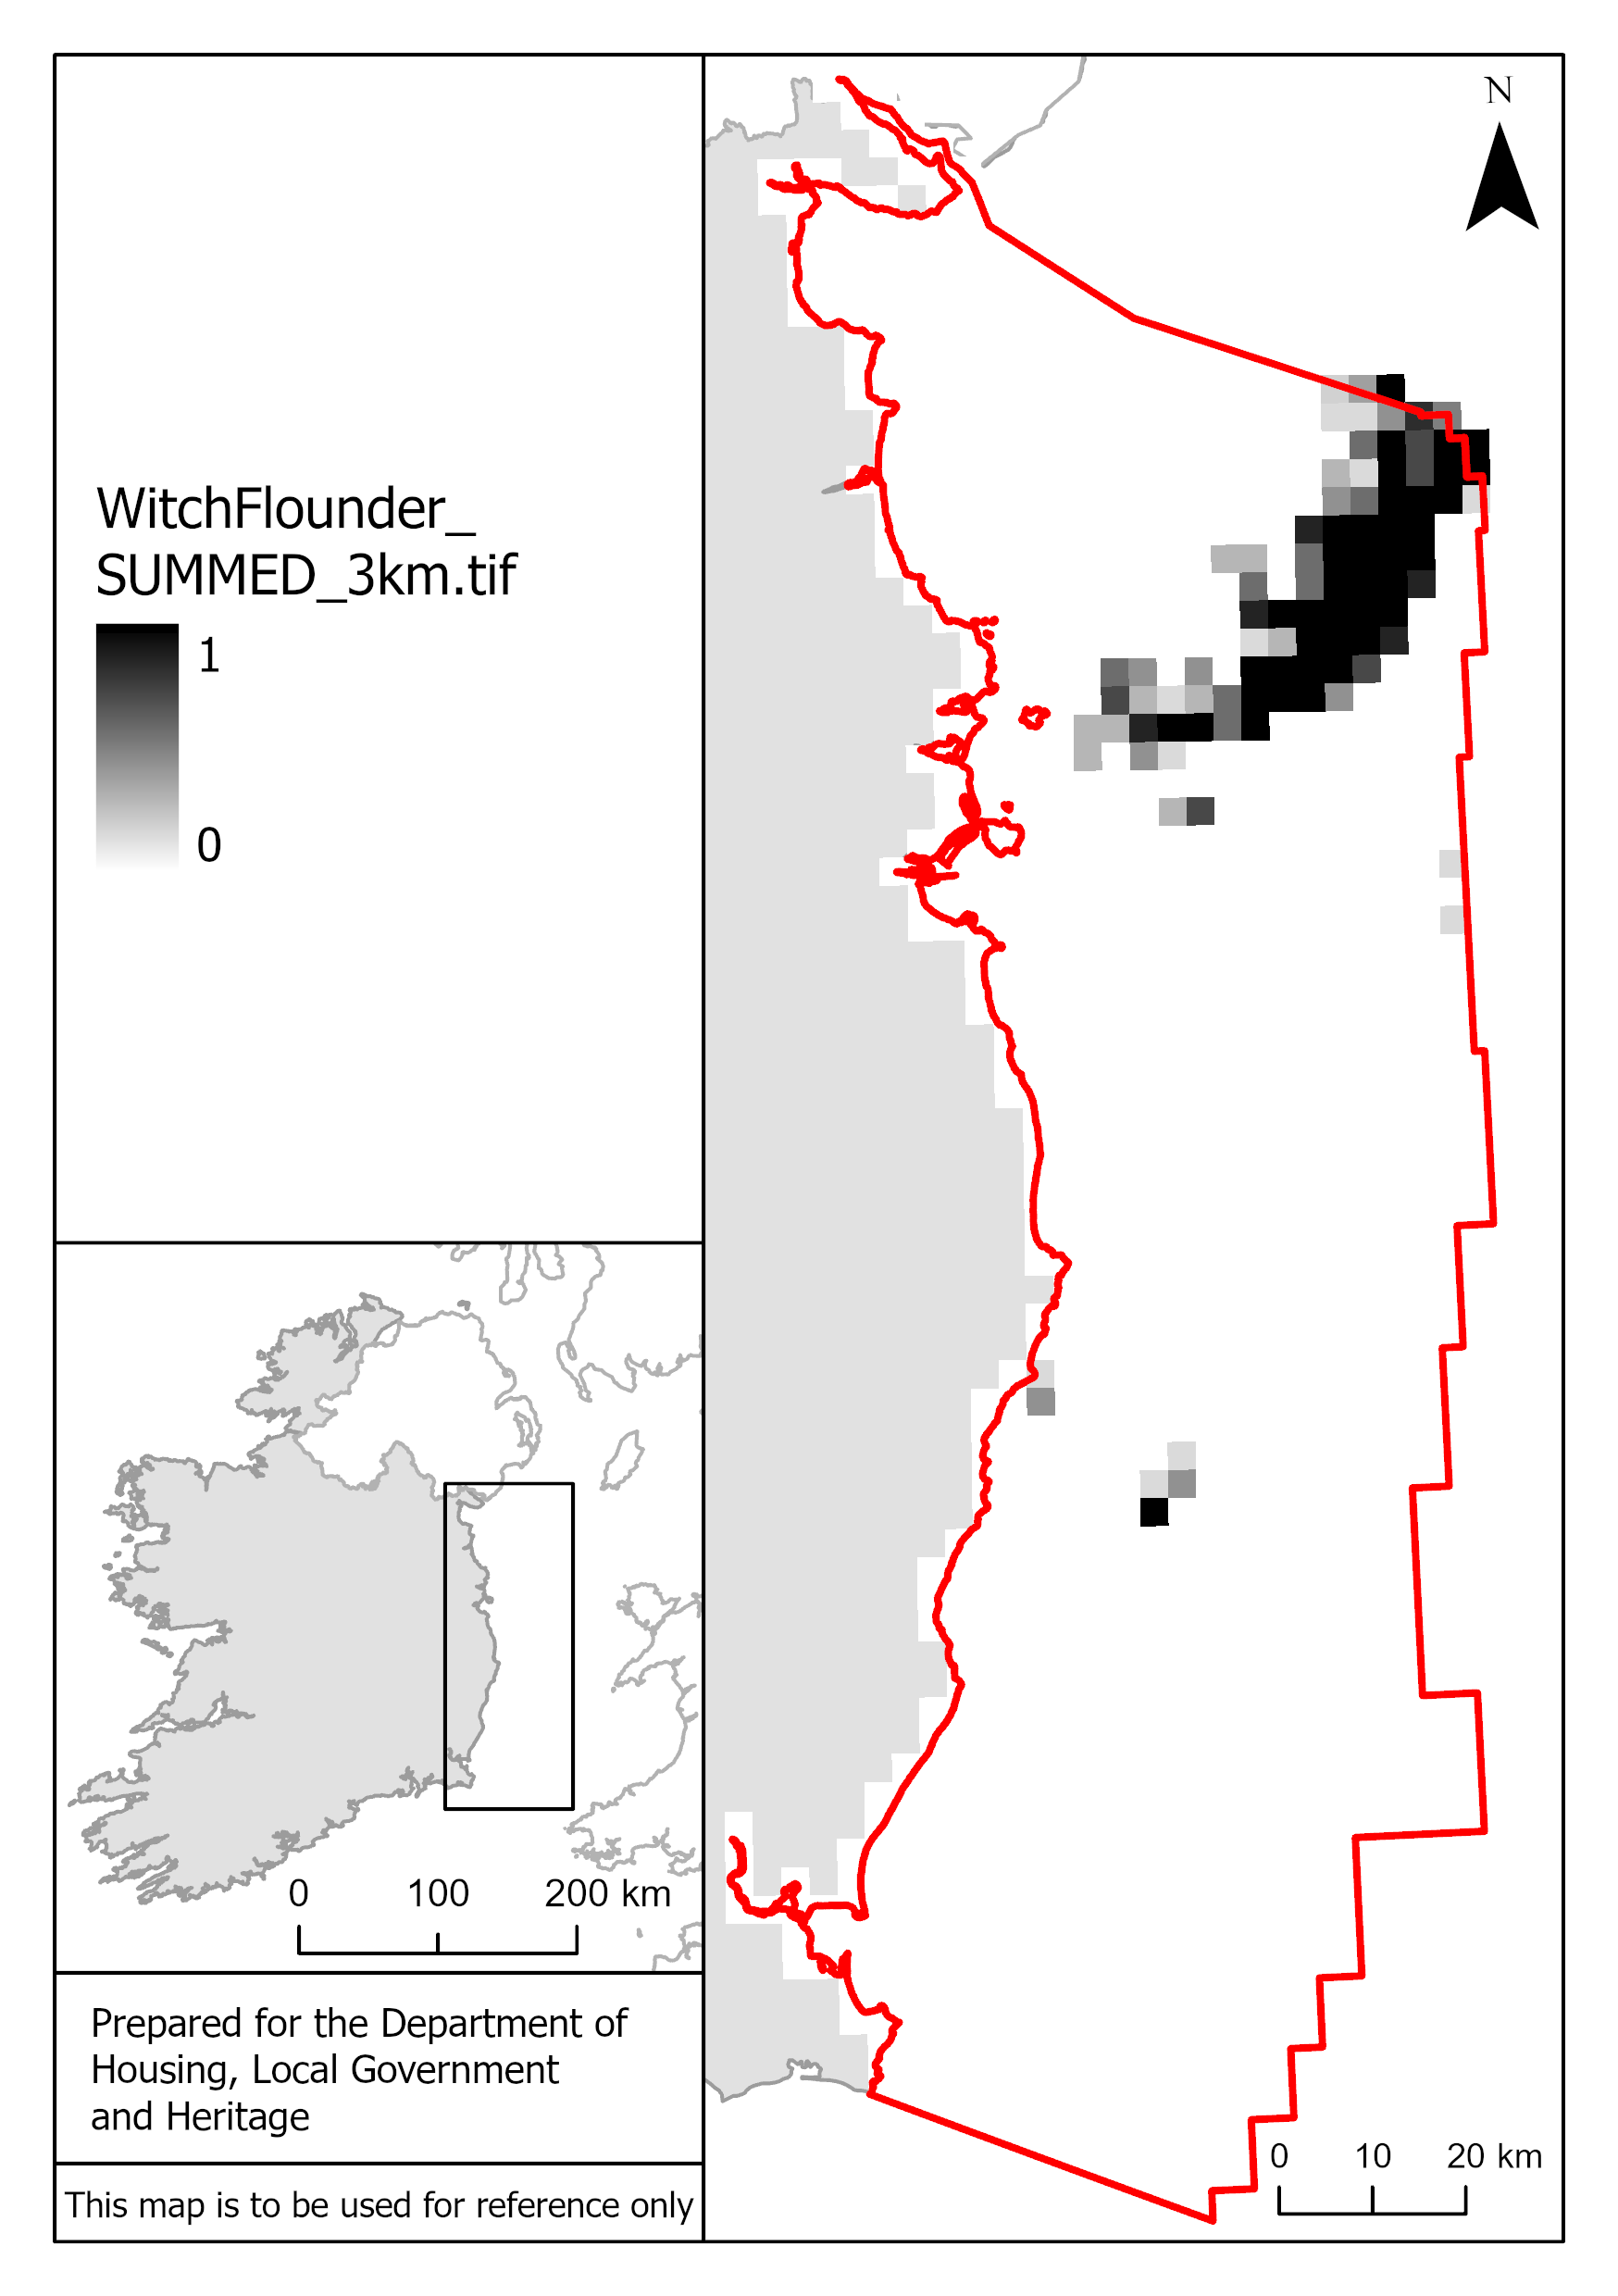 WitchFlounder_
SUMMED_3km.tif
1
0
N
0 100 200 km
Prepared for the Department of
Housing, Local Government
and Heritage
This map is to be used for reference only
0 10 20 km